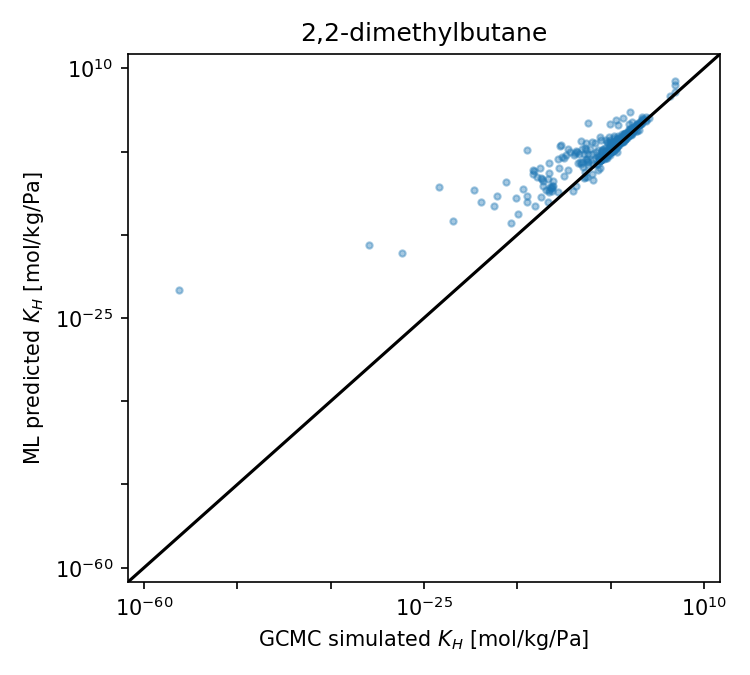 2,2-dimethylbutane
10^{10}
10^{-25}
10^{-60}
ML predicted K_H [mol/kg/Pa]
10^{-60}
10^{-25}
10^{10}
GCMC simulated K_H [mol/kg/Pa]